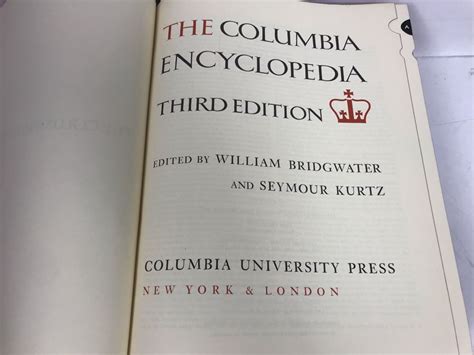 THE COLUMBIA
ENCYCLOPEDIA
THIRD EDITION
EDITED BY WILLIAM BRIDGWATER
AND SEYMOUR KURTZ
COLUMBIA UNIVERSITY PRESS
NEW YORK & LONDON